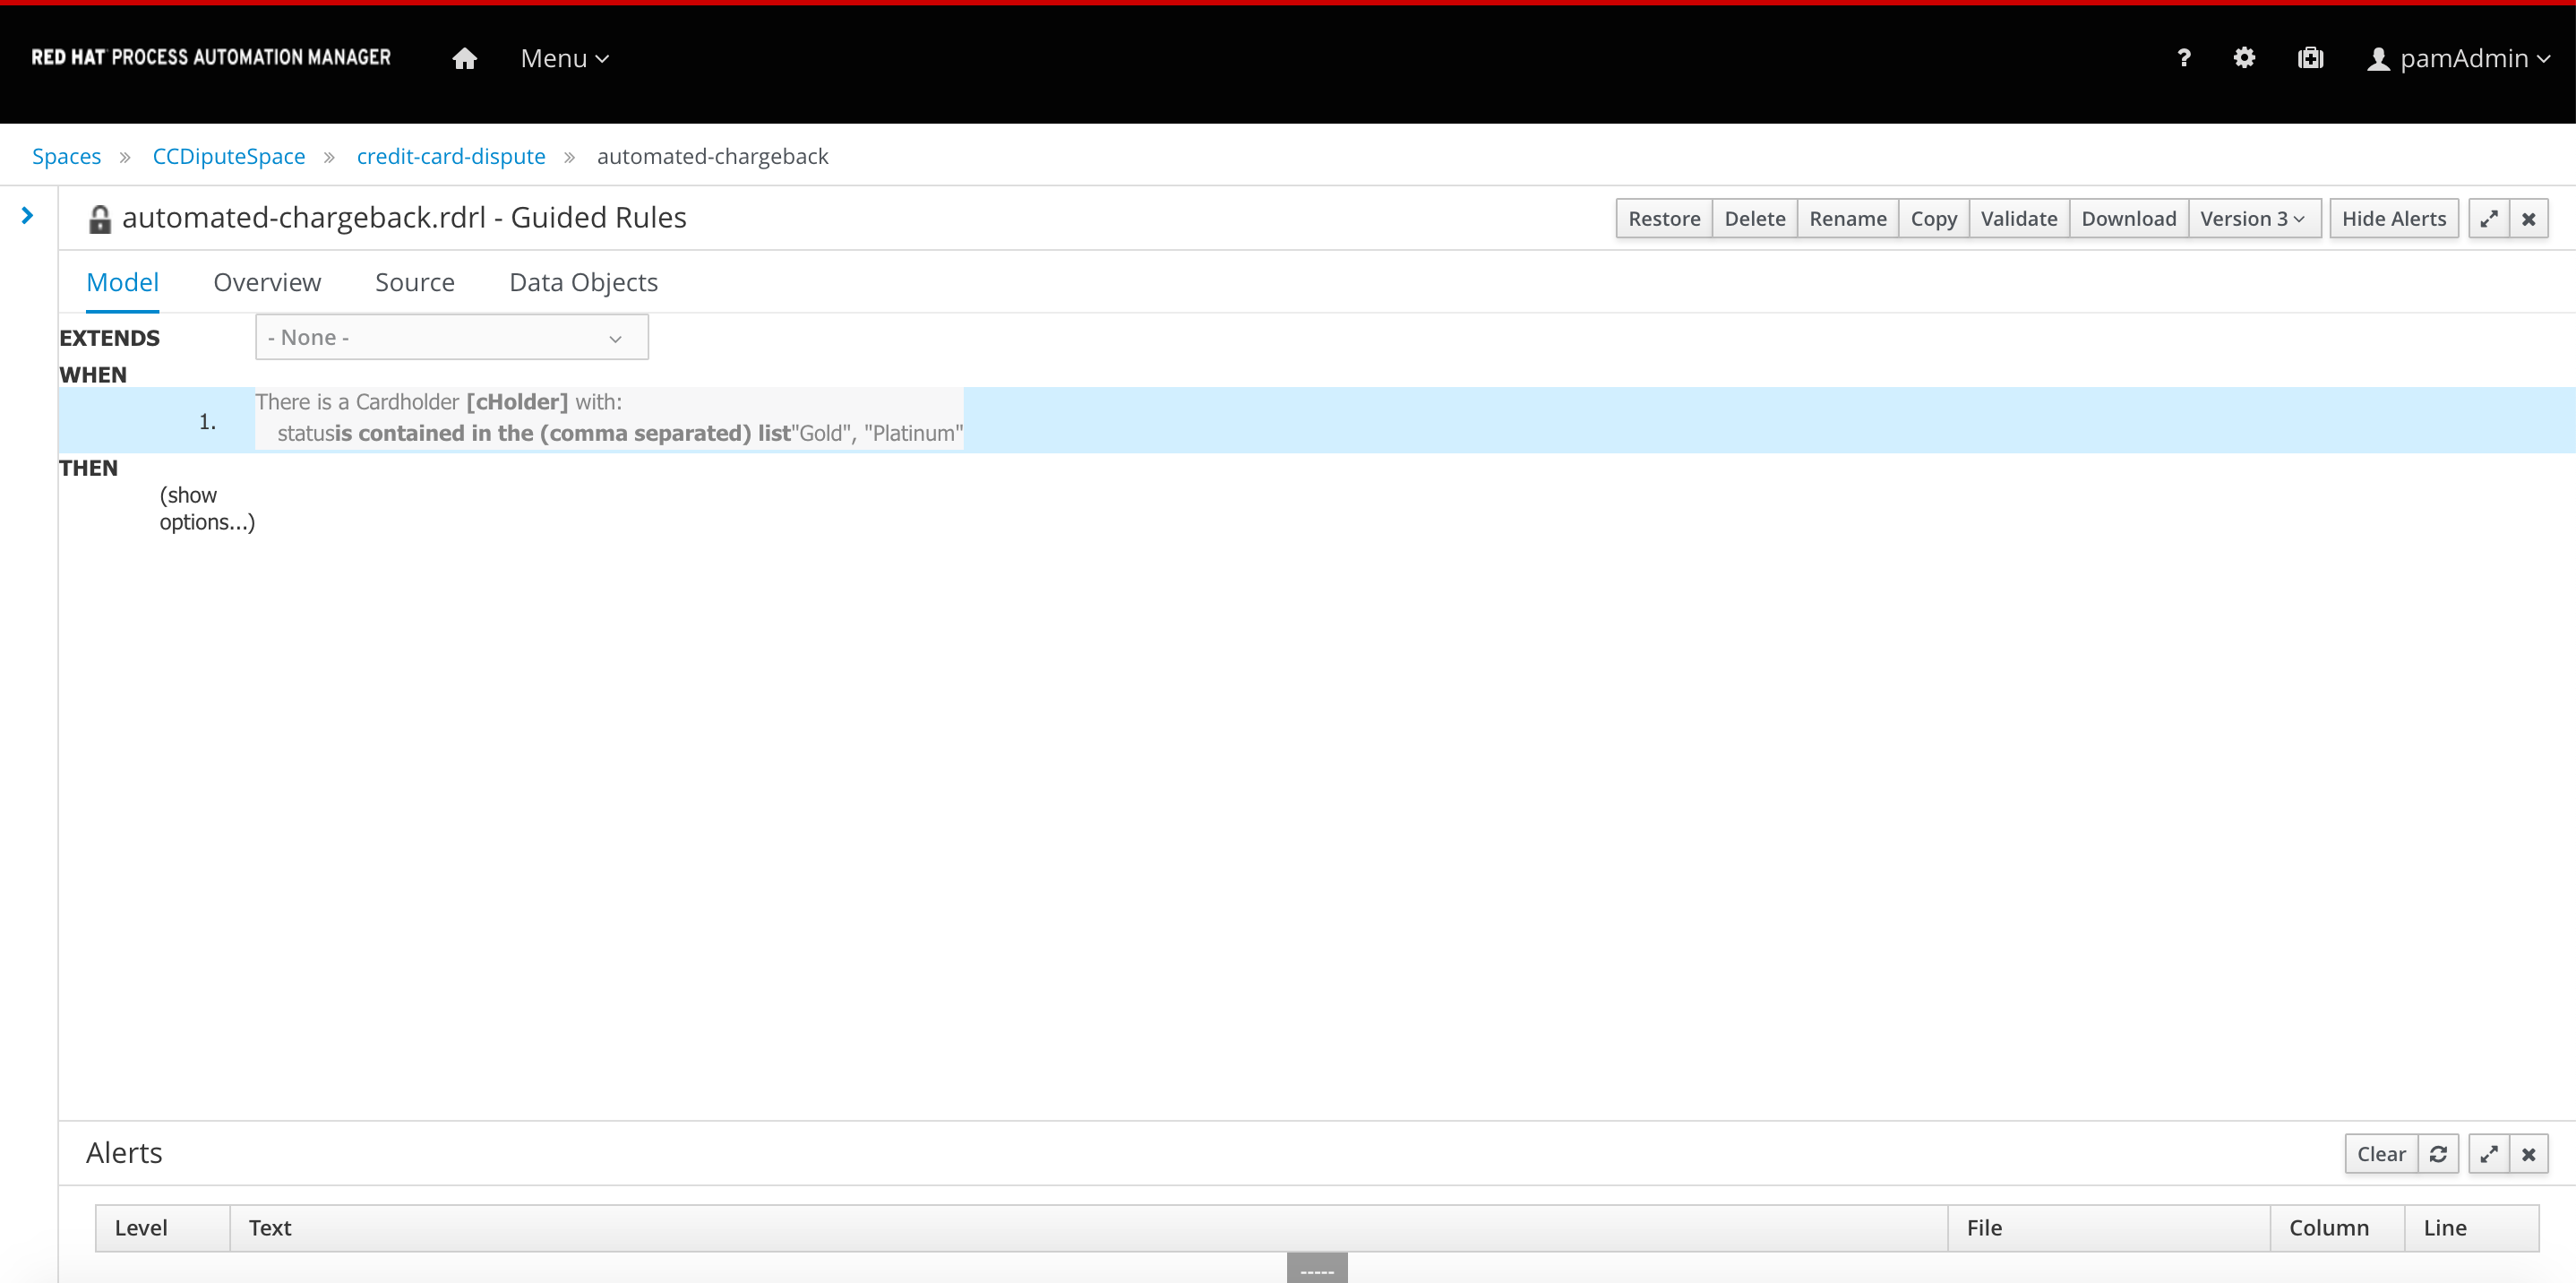 RED HAT PROCESS AUTOMATION MANAGER Menu ? pamAdmin
Spaces » CCDiputeSpace » credit-card-dispute » automated-chargeback
automated-chargeback.rdrl - Guided Rules Restore Delete Rename Copy Validate Download Version 3 Hide Alerts
Model Overview Source Data Objects
EXTENDS - None -
WHEN
There is a Cardholder [cHolder] with:
1.
statusis contained in the (comma separated) list"Gold", "Platinum"
THEN
(show
options...)
Alerts Clear
Level Text File Column Line
-----